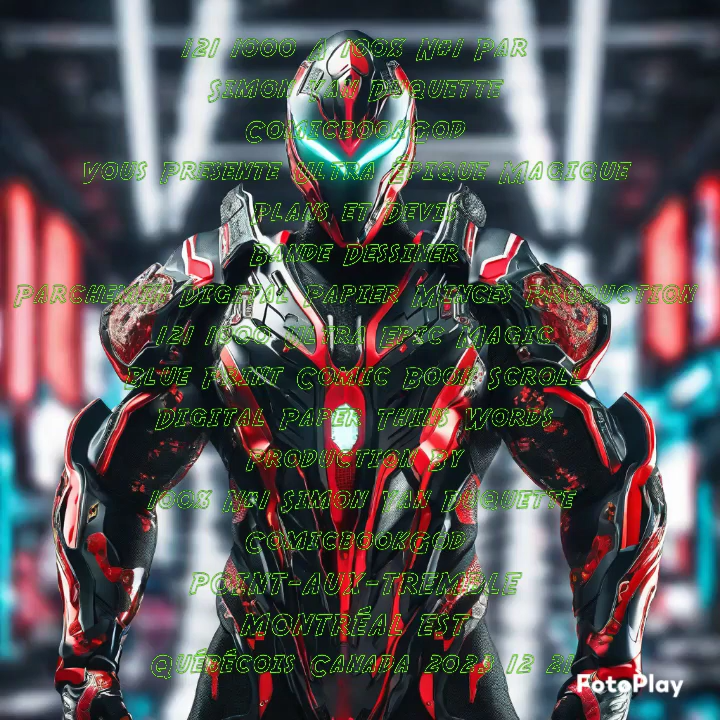 121 1000 A 100% N#1 PAR
SIMON YAN DUQUETTE
COMICBOOKGOD
VOUS PRESENTE ULTRA ÉPIQUE MAGIQUE
PLANS ET DEVIS
BANDE DESSINER
PARCHEMIN DIGITAL PAPIER MINCES PRODUCTION
121 1000 ULTRA EPIC MAGIC
BLUE PRINT COMIC BOOK SCROLL
DIGITAL PAPER THINS WORDS
PRODUCTION BY
100% N#1 SIMON YAN DUQUETTE
COMICBOOKGOD
POINT-AUX-TREMBLE
MONTRÉAL EST
QUÉBÉCOIS CANADA 2023 12 21
FotoPlay